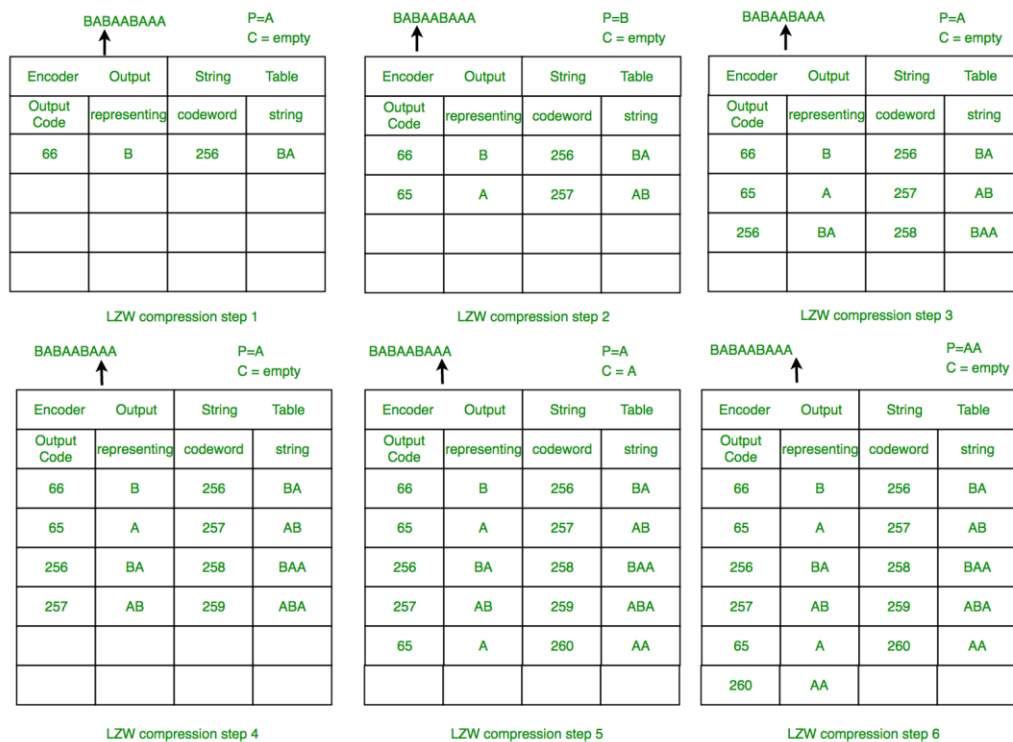 BABAABAAA P=A
C = empty
Encoder Output String Table
Output Code representing codeword string
66 B 256 BA
LZW compression step 1
BABAABAAA P=B
C = empty
Encoder Output String Table
Output Code representing codeword string
66 B 256 BA
65 A 257 AB
LZW compression step 2
BABAABAAA P=A
C = empty
Encoder Output String Table
Output Code representing codeword string
66 B 256 BA
65 A 257 AB
256 BA 258 BAA
LZW compression step 3
BABAABAAA P=A
C = empty
Encoder Output String Table
Output Code representing codeword string
66 B 256 BA
65 A 257 AB
256 BA 258 BAA
257 AB 259 ABA
LZW compression step 4
BABAABAAA P=A
C = A
Encoder Output String Table
Output Code representing codeword string
66 B 256 BA
65 A 257 AB
256 BA 258 BAA
257 AB 259 ABA
65 A 260 AA
LZW compression step 5
BABAABAAA P=AA
C = empty
Encoder Output String Table
Output Code representing codeword string
66 B 256 BA
65 A 257 AB
256 BA 258 BAA
257 AB 259 ABA
65 A 260 AA
260 AA
LZW compression step 6